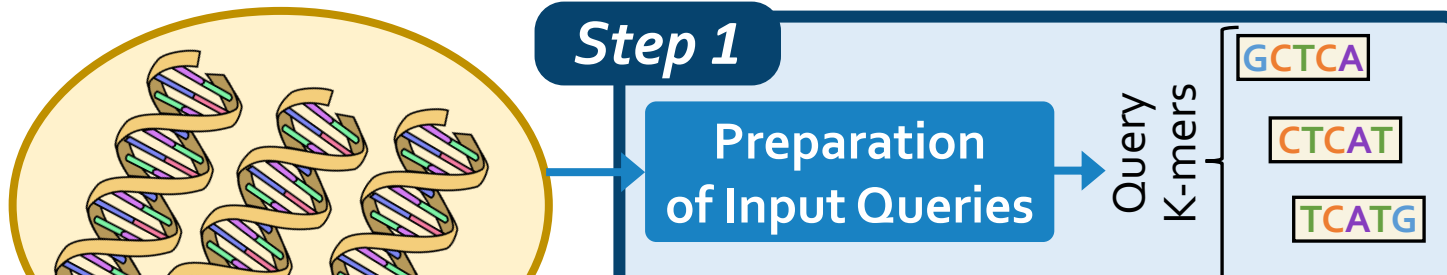 Step 1
Preparation
of Input Queries
Query
K-mers
GCTCA
CTCAT
TCATG